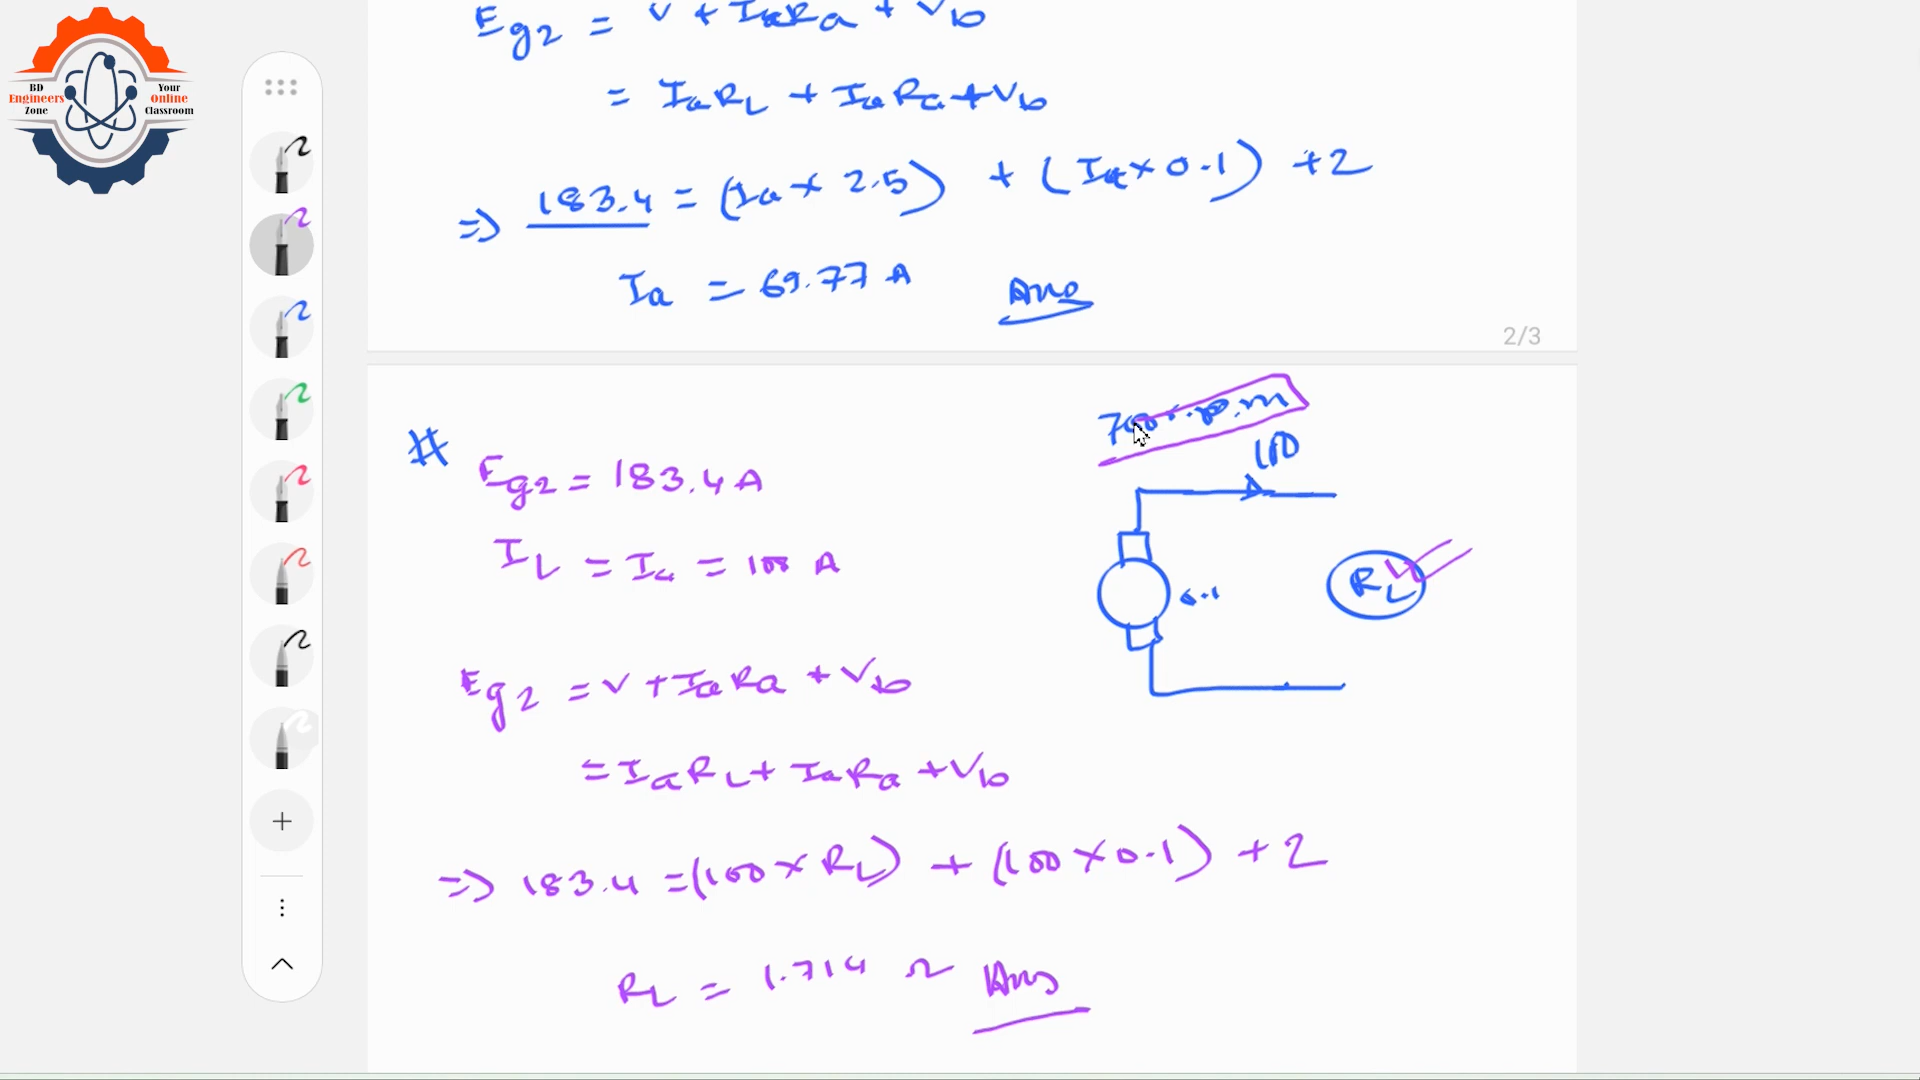 BD
Engineers
Zone
Your
Online
Classroom
Eg2 = V + IaRa + Vb
= IaRL + IaRa + Vb
=> 183.4 = (Ia × 2.5) + (Ia × 0.1) + 2
Ia = 69.77 A Ans
2/3
700 r.p.m
100
# Eg2 = 183.4 A
IL = Ia = 100 A
0.1
RL
Eg2 = V + IaRa + Vb
= IaRL + IaRa + Vb
=> 183.4 = (100 × RL) + (100 × 0.1) + 2
RL = 1.714 Ω Ans